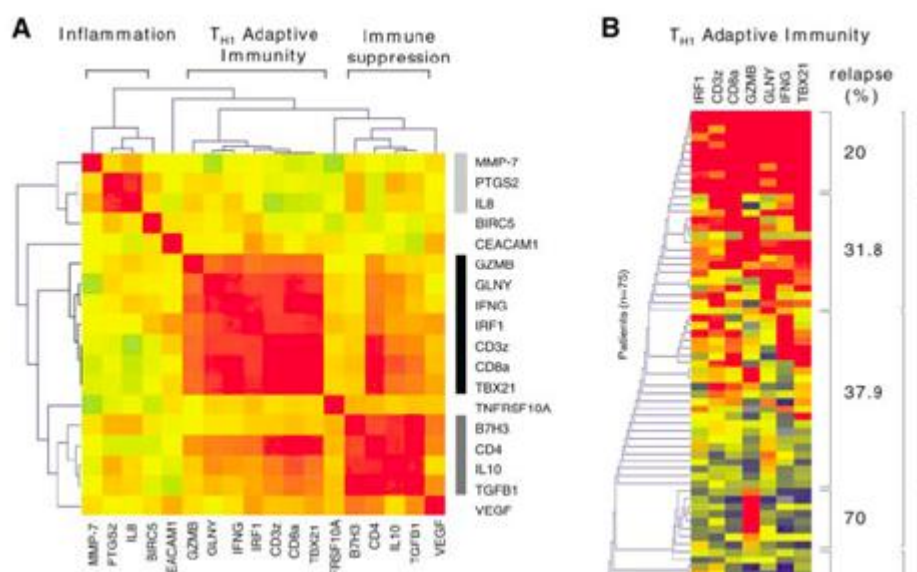 A
Inflammation
TH1 Adaptive
Immunity
Immune
suppression
MMP-7
PTGS2
IL8
BIRC5
CEACAM1
GZMB
GLNY
IFNG
IRF1
CD3z
CD8a
TBX21
TNFRSF10A
B7H3
CD4
IL10
TGFB1
VEGF
MMP-7
PTGS2
IL8
BIRC5
EACAM1
GZMB
GLNY
IFNG
IRF1
CD3z
CD8a
TBX21
FRSF10A
B7H3
CD4
IL10
TGFB1
VEGF
B
TH1 Adaptive Immunity
IRF1
CD3z
CD8a
GZMB
GLNY
IFNG
TBX21
relapse
(%)
20
31.8
37.9
70
Patients (n=75)